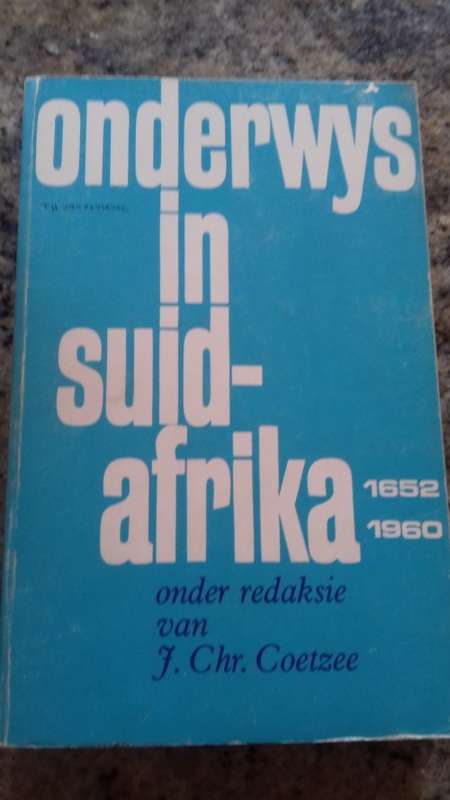 onderwys
in
suid-
afrika
1652
1960
onder redaksie
van
J. Chr. Coetzee